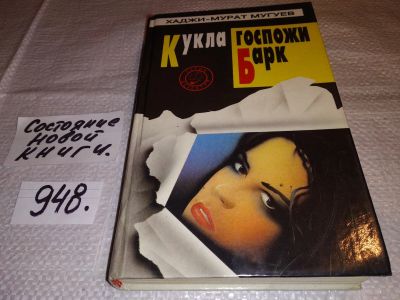 ХАДЖИ-МУРАТ МУГУЕВ
Кукла госпожи
Барк
Состояние
новой
книги.
948.